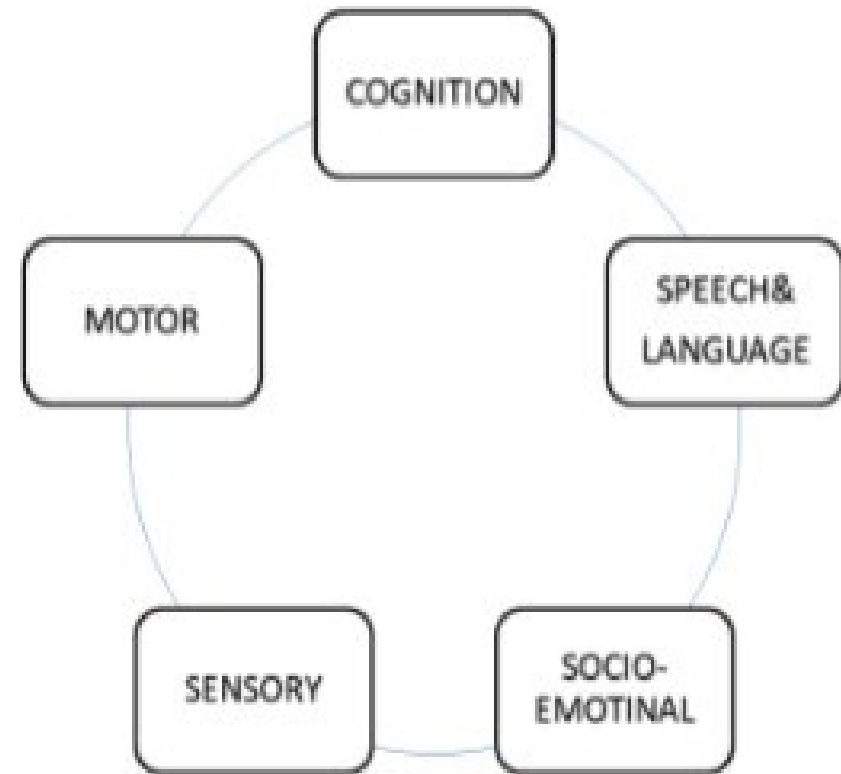 COGNITION
SPEECH&
LANGUAGE
SOCIO-
EMOTINAL
SENSORY
MOTOR